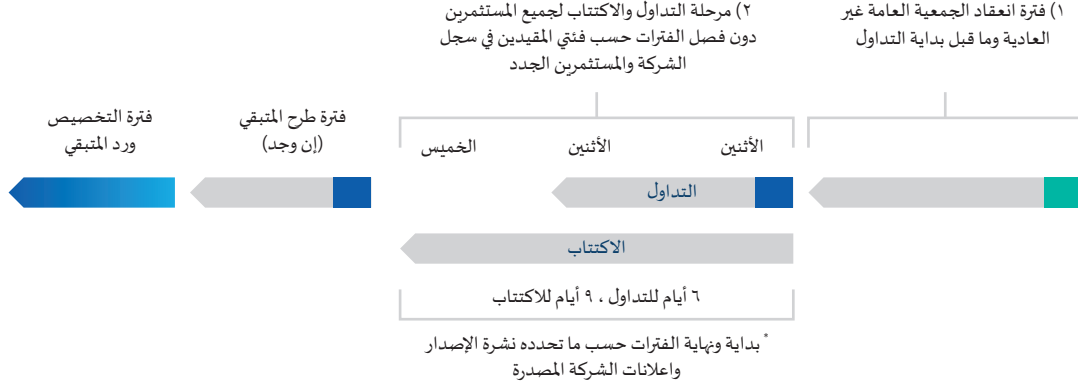 ١) فترة انعقاد الجمعية العامة غير
العادية وما قبل بداية التداول
٢) مرحلة التداول والاكتتاب لجميع المستثمرين
دون فصل الفترات حسب فئتي المقيدين في سجل
الشركة والمستثمرين الجدد
فترة طرح المتبقي
(إن وجد)
فترة التخصيص
ورد المتبقي
الأثنين
الأثنين
الخميس
التداول
الاكتتاب
٦ أيام للتداول ، ٩ أيام للاكتتاب
* بداية ونهاية الفترات حسب ما تحدده نشرة الإصدار
واعلانات الشركة المصدرة